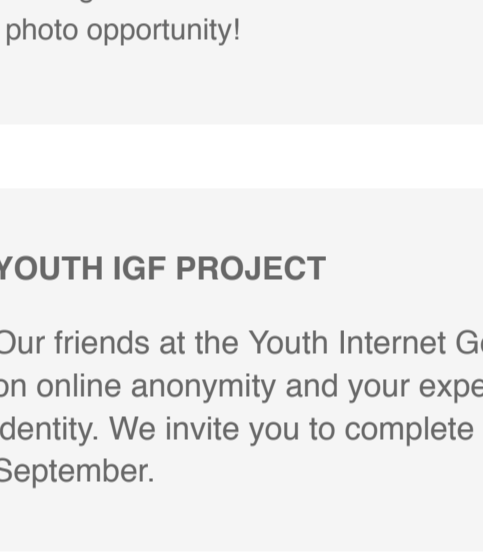 photo opportunity!
YOUTH IGF PROJECT
Our friends at the Youth Internet
on online anonymity and your
identity. We invite you to complete
September.